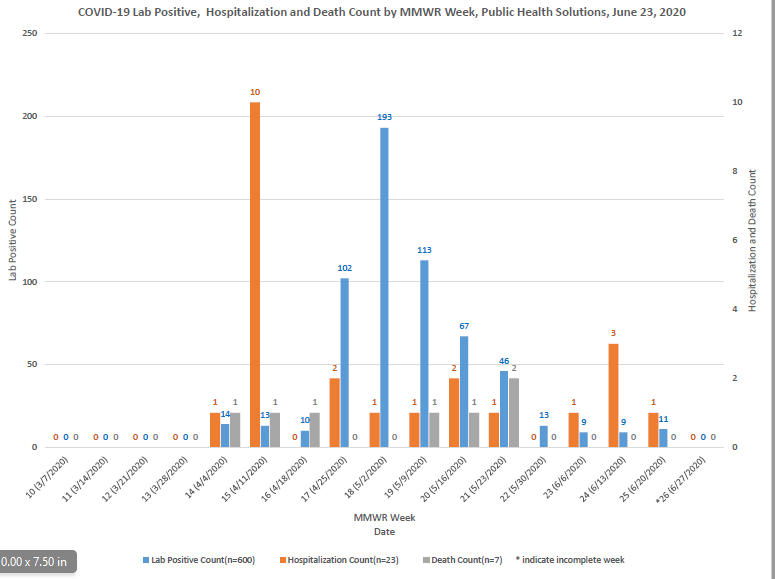 COVID-19 Lab Positive, Hospitalization and Death Count by MMWR Week, Public Health Solutions, June 23, 2020
250
200
150
100
50
0
Lab Positive Count
12
10
8
6
4
2
0
Hospitalization and Death Count
0 0 0
0 0 0
0 0 0
0 0 0
1 14 1
10 13 1
0 10 1
2 102 0
1 193 0
1 113 1
2 67 1
1 46 2
0 13 0
1 9 0
3 9 0
1 11 0
0 0 0
10 (3/7/2020)
11 (3/14/2020)
12 (3/21/2020)
13 (3/28/2020)
14 (4/4/2020)
15 (4/11/2020)
16 (4/18/2020)
17 (4/25/2020)
18 (5/2/2020)
19 (5/9/2020)
20 (5/16/2020)
21 (5/23/2020)
22 (5/30/2020)
23 (6/6/2020)
24 (6/13/2020)
25 (6/20/2020)
*26 (6/27/2020)
MMWR Week
Date
Lab Positive Count(n=600) Hospitalization Count(n=23) Death Count(n=7) * indicate incomplete week
0.00 x 7.50 in